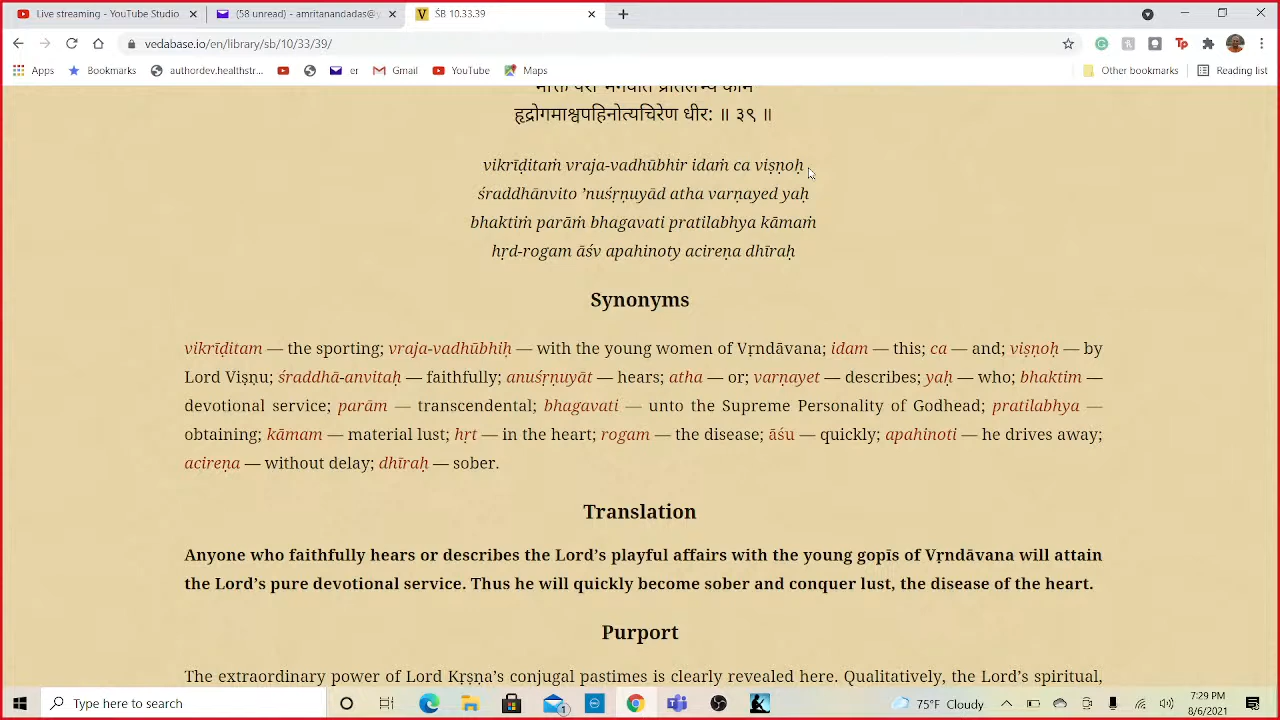 Live streaming - YouTube Studio
(58 unread) - amritanandadas@y
ŚB 10.33.39
vedabase.io/en/library/sb/10/33/39/
Apps Bookmarks authordev.healthstr... er Gmail YouTube Maps Other bookmarks Reading list
हृद्रोगमाश्वपहिनोत्यचिरेण धीर: ॥ ३९ ॥
vikrīḍitaṁ vraja-vadhūbhir idaṁ ca viṣṇoḥ
śraddhānvito ’nuśṛṇuyād atha varṇayed yaḥ
bhaktiṁ parāṁ bhagavati pratilabhya kāmaṁ
hṛd-rogam āśv apahinoty acireṇa dhīraḥ
Synonyms
vikrīḍitam — the sporting; vraja-vadhūbhiḥ — with the young women of Vṛndāvana; idam — this; ca — and; viṣṇoḥ — by
Lord Viṣṇu; śraddhā-anvitaḥ — faithfully; anuśṛṇuyāt — hears; atha — or; varṇayet — describes; yaḥ — who; bhaktim —
devotional service; parām — transcendental; bhagavati — unto the Supreme Personality of Godhead; pratilabhya —
obtaining; kāmam — material lust; hṛt — in the heart; rogam — the disease; āśu — quickly; apahinoti — he drives away;
acireṇa — without delay; dhīraḥ — sober.
Translation
Anyone who faithfully hears or describes the Lord’s playful affairs with the young gopīs of Vṛndāvana will attain
the Lord’s pure devotional service. Thus he will quickly become sober and conquer lust, the disease of the heart.
Purport
The extraordinary power of Lord Kṛṣṇa’s conjugal pastimes is clearly revealed here. Qualitatively, the Lord’s spiritual,
Type here to search
75°F Cloudy
7:29 PM
8/6/2021